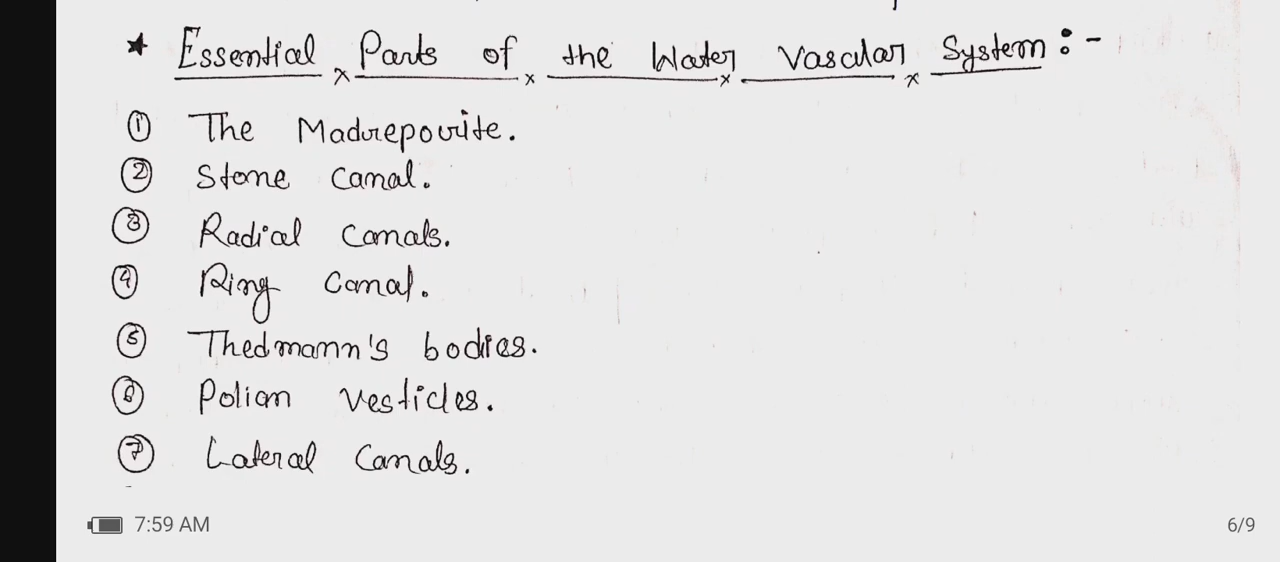 ★ Essential Parts of the Water Vascular System :-
① The Madrepourite.
② Stone Canal.
③ Radial Canals.
④ Ring Canal.
⑤ Thedmann's bodies.
⑥ Polian Vesticles.
⑦ Lateral Canals.
7:59 AM 6/9